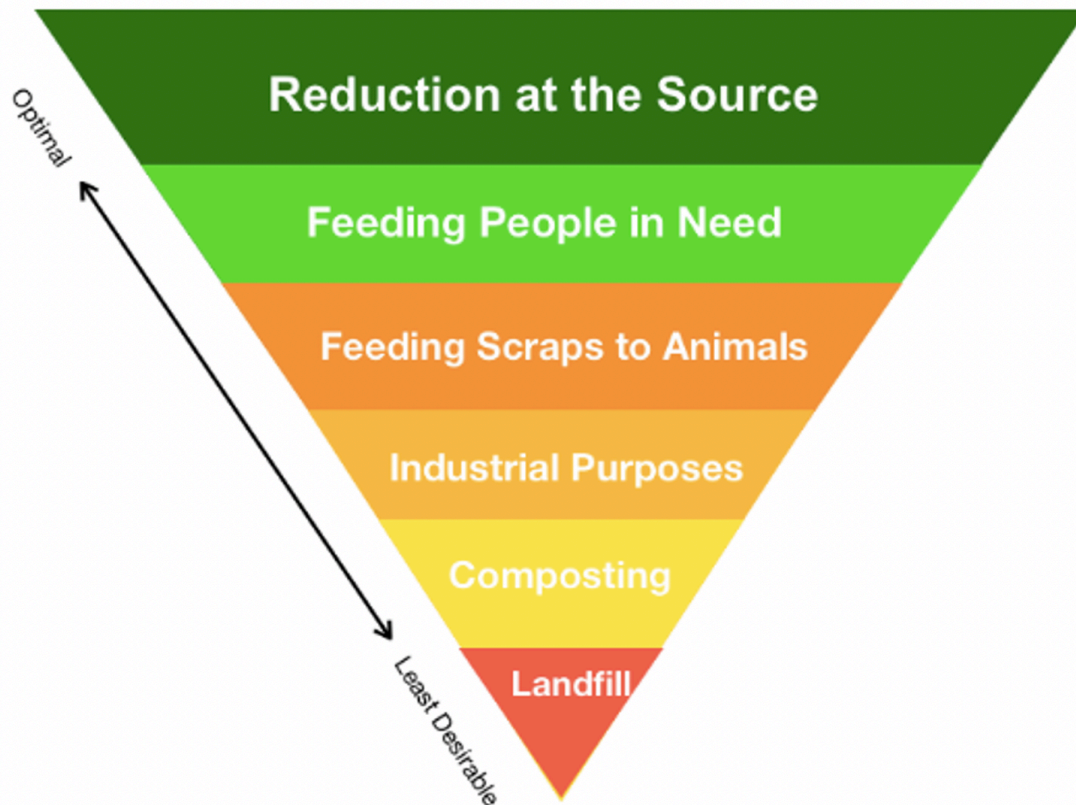 Reduction at the Source
Optimal
Feeding People in Need
Feeding Scraps to Animals
Industrial Purposes
Composting
Landfill
Least Desirable